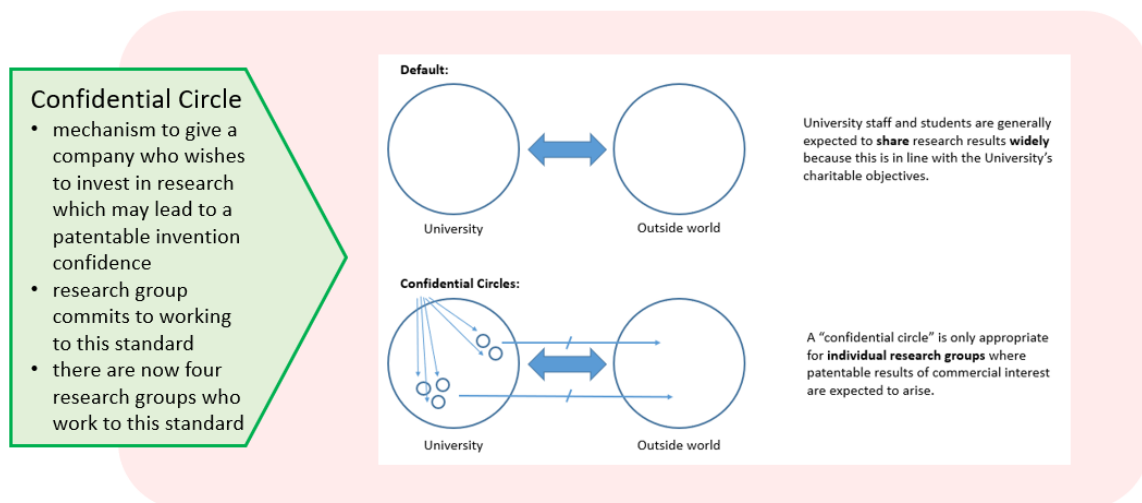 Confidential Circle
• mechanism to give a
company who wishes
to invest in research
which may lead to a
patentable invention
confidence
• research group
commits to working
to this standard
• there are now four
research groups who
work to this standard
Default:
University
Outside world
University staff and students are generally
expected to share research results widely
because this is in line with the University's
charitable objectives.
Confidential Circles:
University
Outside world
A “confidential circle” is only appropriate
for individual research groups where
patentable results of commercial interest
are expected to arise.